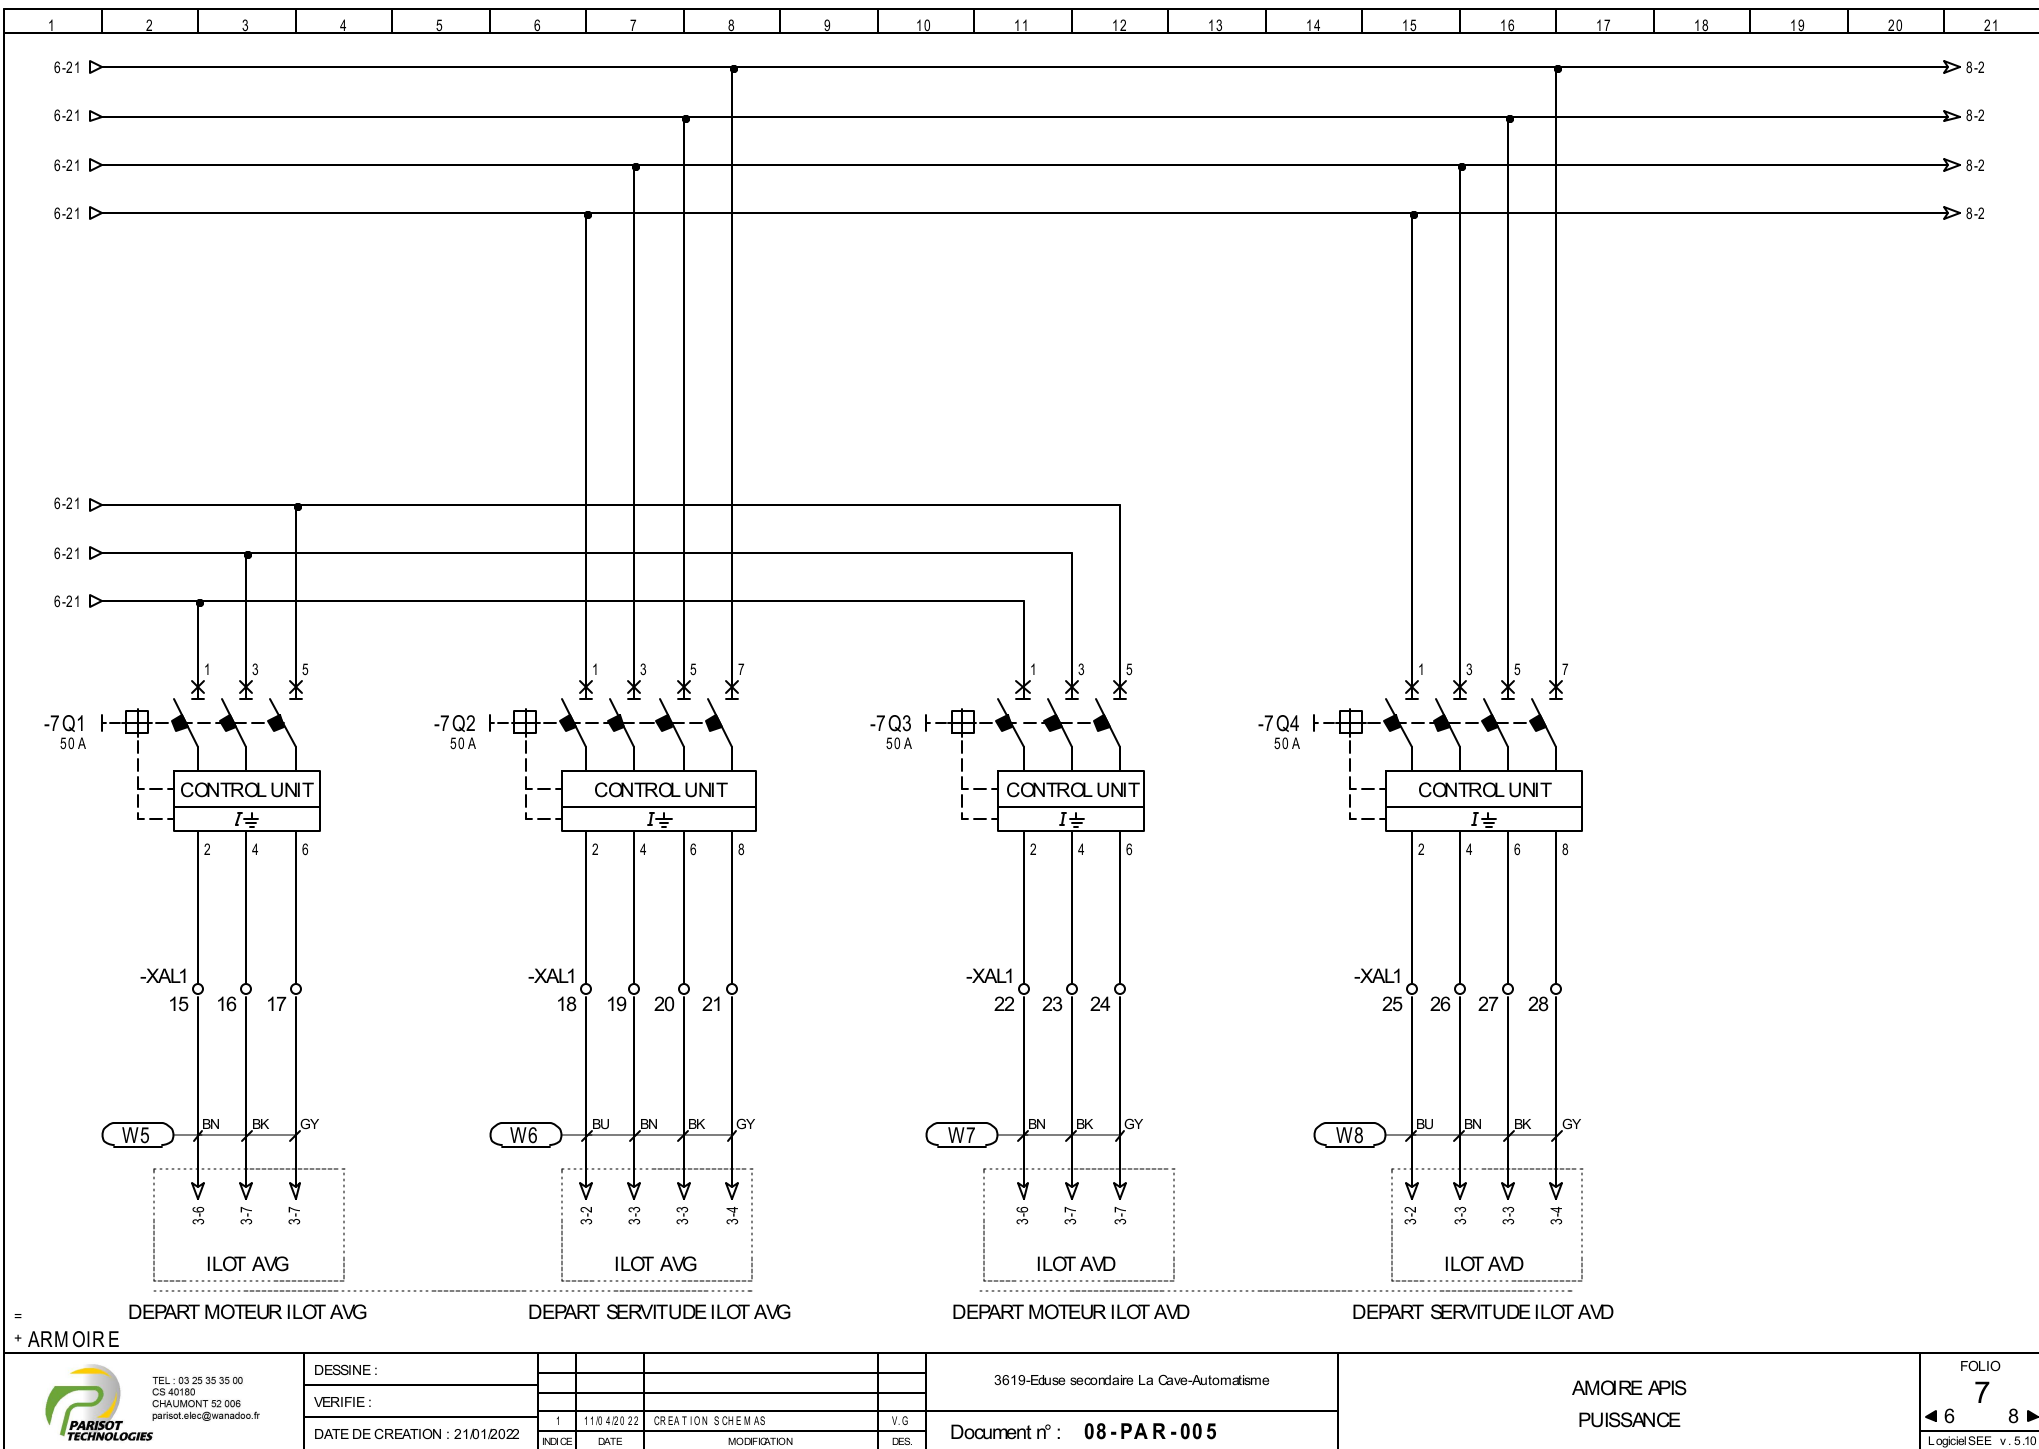 1 2 3 4 5 6 7 8 9 10 11 12 13 14 15 16 17 18 19 20 21
6-21 8-2
6-21 8-2
6-21 8-2
6-21 8-2
6-21
6-21
6-21
1 3 5 1 3 5 7 1 3 5 1 3 5 7
-7Q1 -7Q2 -7Q3 -7Q4
50A 50A 50A 50A
CONTROL UNIT CONTROL UNIT CONTROL UNIT CONTROL UNIT
I I I I
2 4 6 2 4 6 8 2 4 6 2 4 6 8
-XAL1 -XAL1 -XAL1 -XAL1
15 16 17 18 19 20 21 22 23 24 25 26 27 28
BN BK GY BU BN BK GY BN BK GY BU BN BK GY
W5 W6 W7 W8
3-6 3-7 3-7 3-2 3-3 3-3 3-4 3-6 3-7 3-7 3-2 3-3 3-3 3-4
ILOT AVG ILOT AVG ILOT AVD ILOT AVD
DEPART MOTEUR ILOT AVG DEPART SERVITUDE ILOT AVG DEPART MOTEUR ILOT AVD DEPART SERVITUDE ILOT AVD
=
+ ARMOIRE
PARISOT
TECHNOLOGIES
TEL : 03 25 35 35 00
CS 40180
CHAUMONT 52 006
parisot.elec@wanadoo.fr
DESSINE :
VERIFIE :
DATE DE CREATION : 21/01/2022
1 11/04/2022 CREATION SCHEMAS V.G
INDICE DATE MODIFICATION DES.
3619-Eduse secondaire La Cave-Automatisme
Document n° : 08-PAR-005
AMOIRE APIS
PUISSANCE
FOLIO
7
◄ 6 8 ►
Logiciel SEE v.5.10